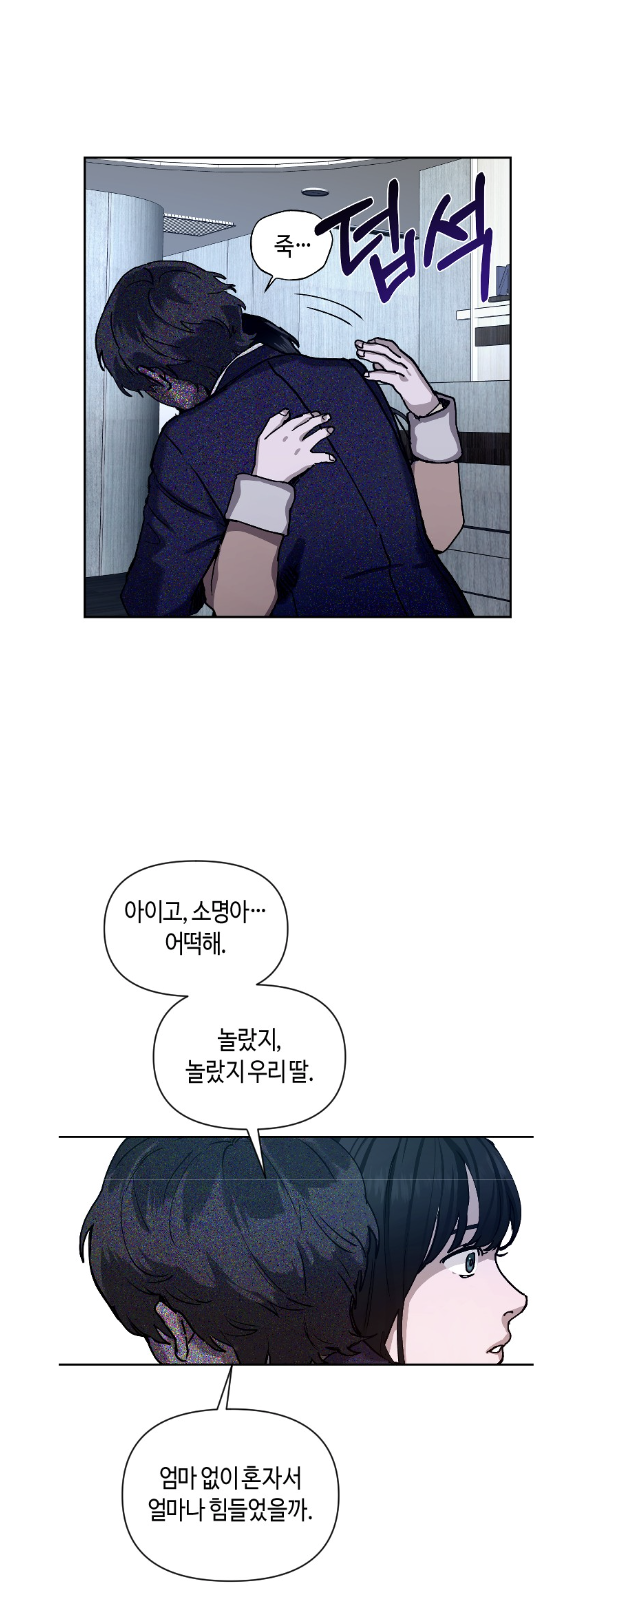 죽…
덥석
아이고, 소명아…
어떡해.
놀랐지,
놀랐지 우리 딸.
엄마 없이 혼자서
얼마나 힘들었을까.